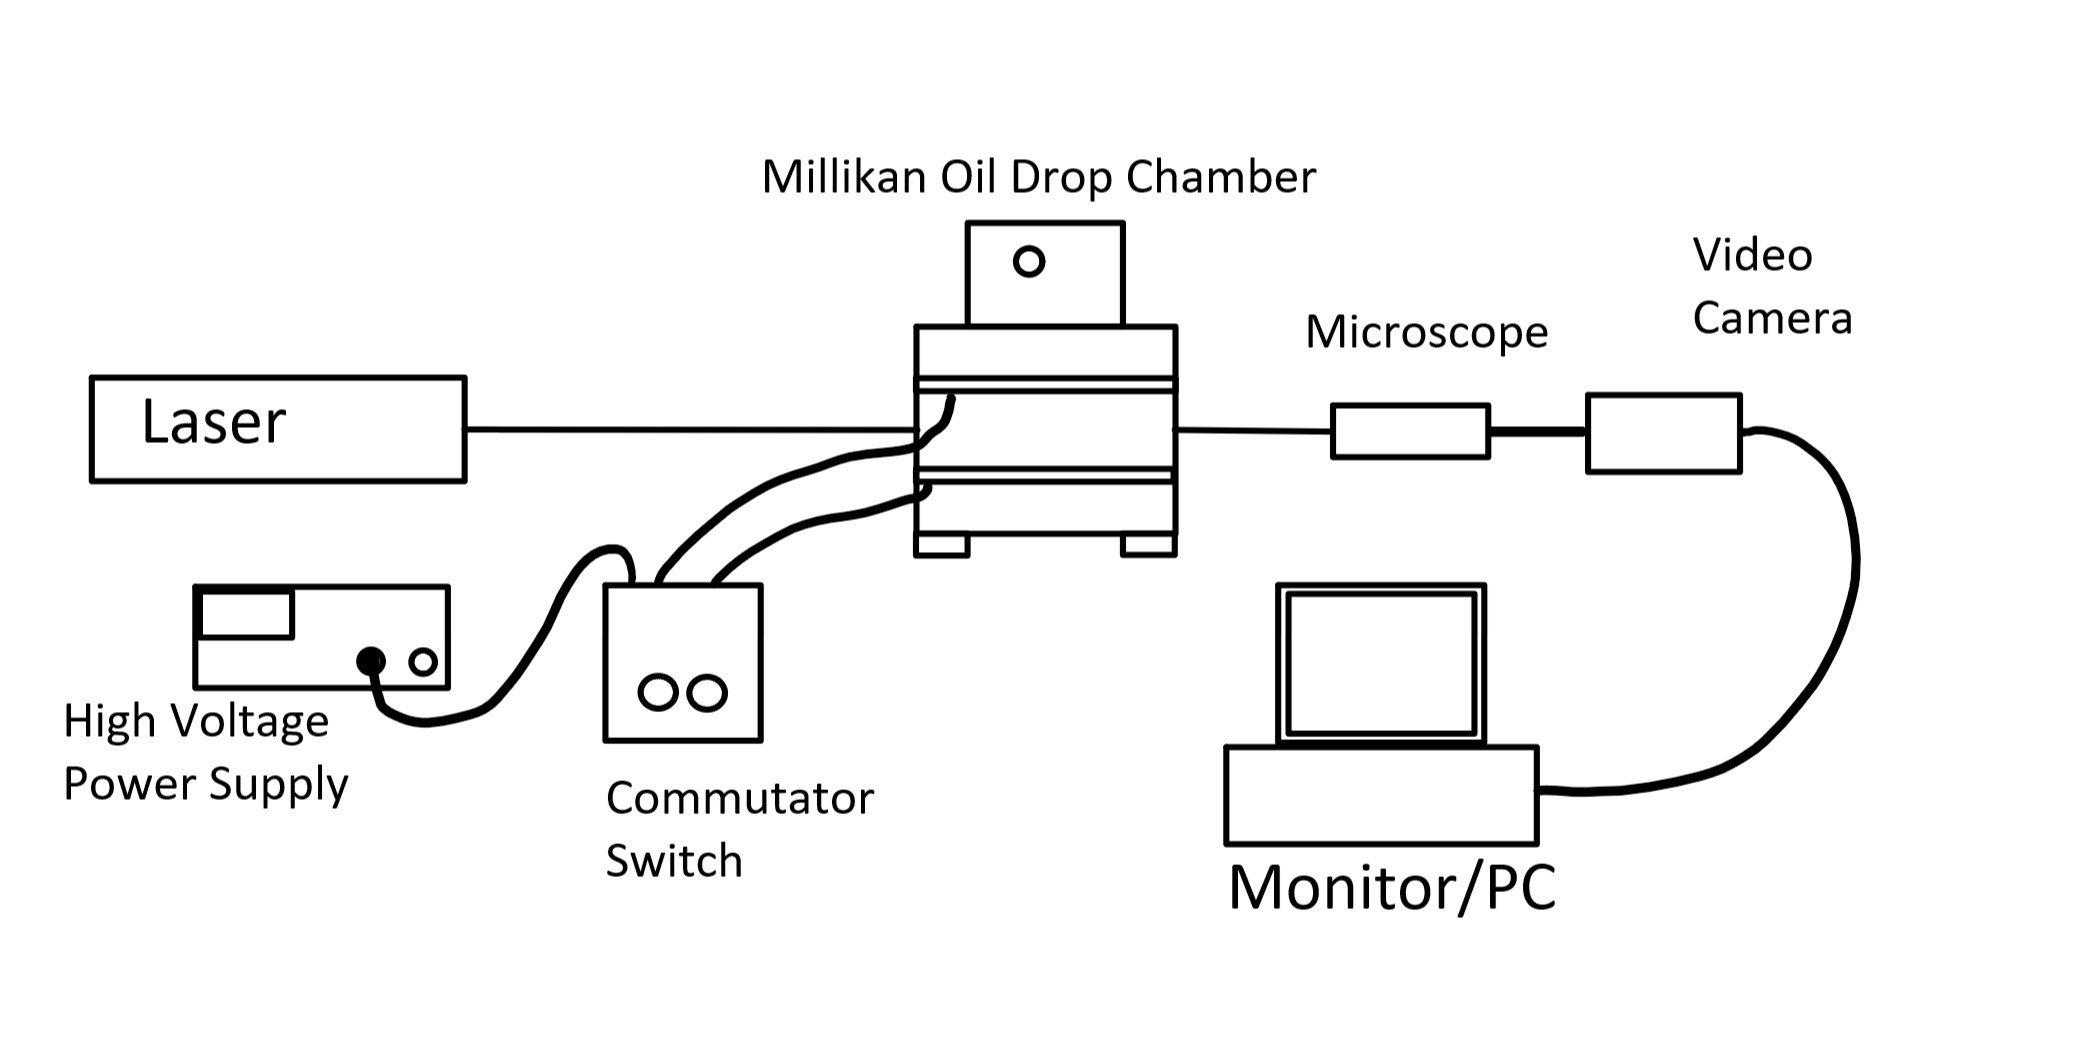 Millikan Oil Drop Chamber
Video
Camera
Microscope
Laser
High Voltage
Power Supply
Commutator
Switch
Monitor/PC